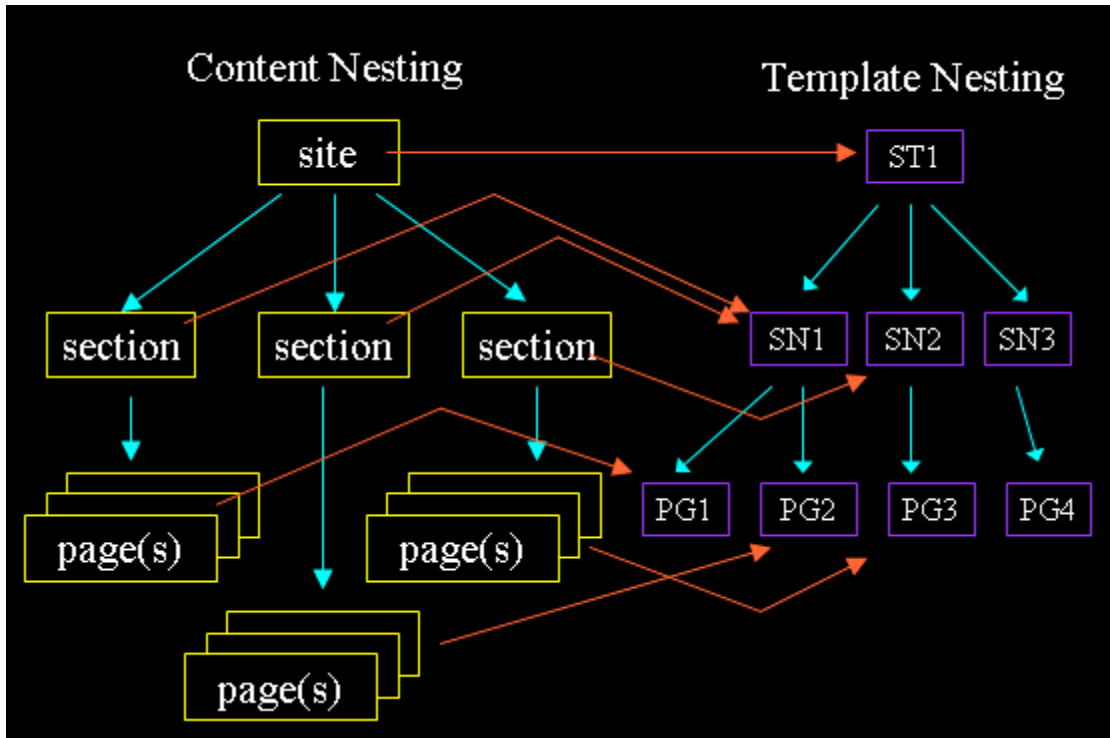 Content Nesting
Template Nesting
site
ST1
section
section
section
SN1
SN2
SN3
PG1
PG2
PG3
PG4
page(s)
page(s)
page(s)